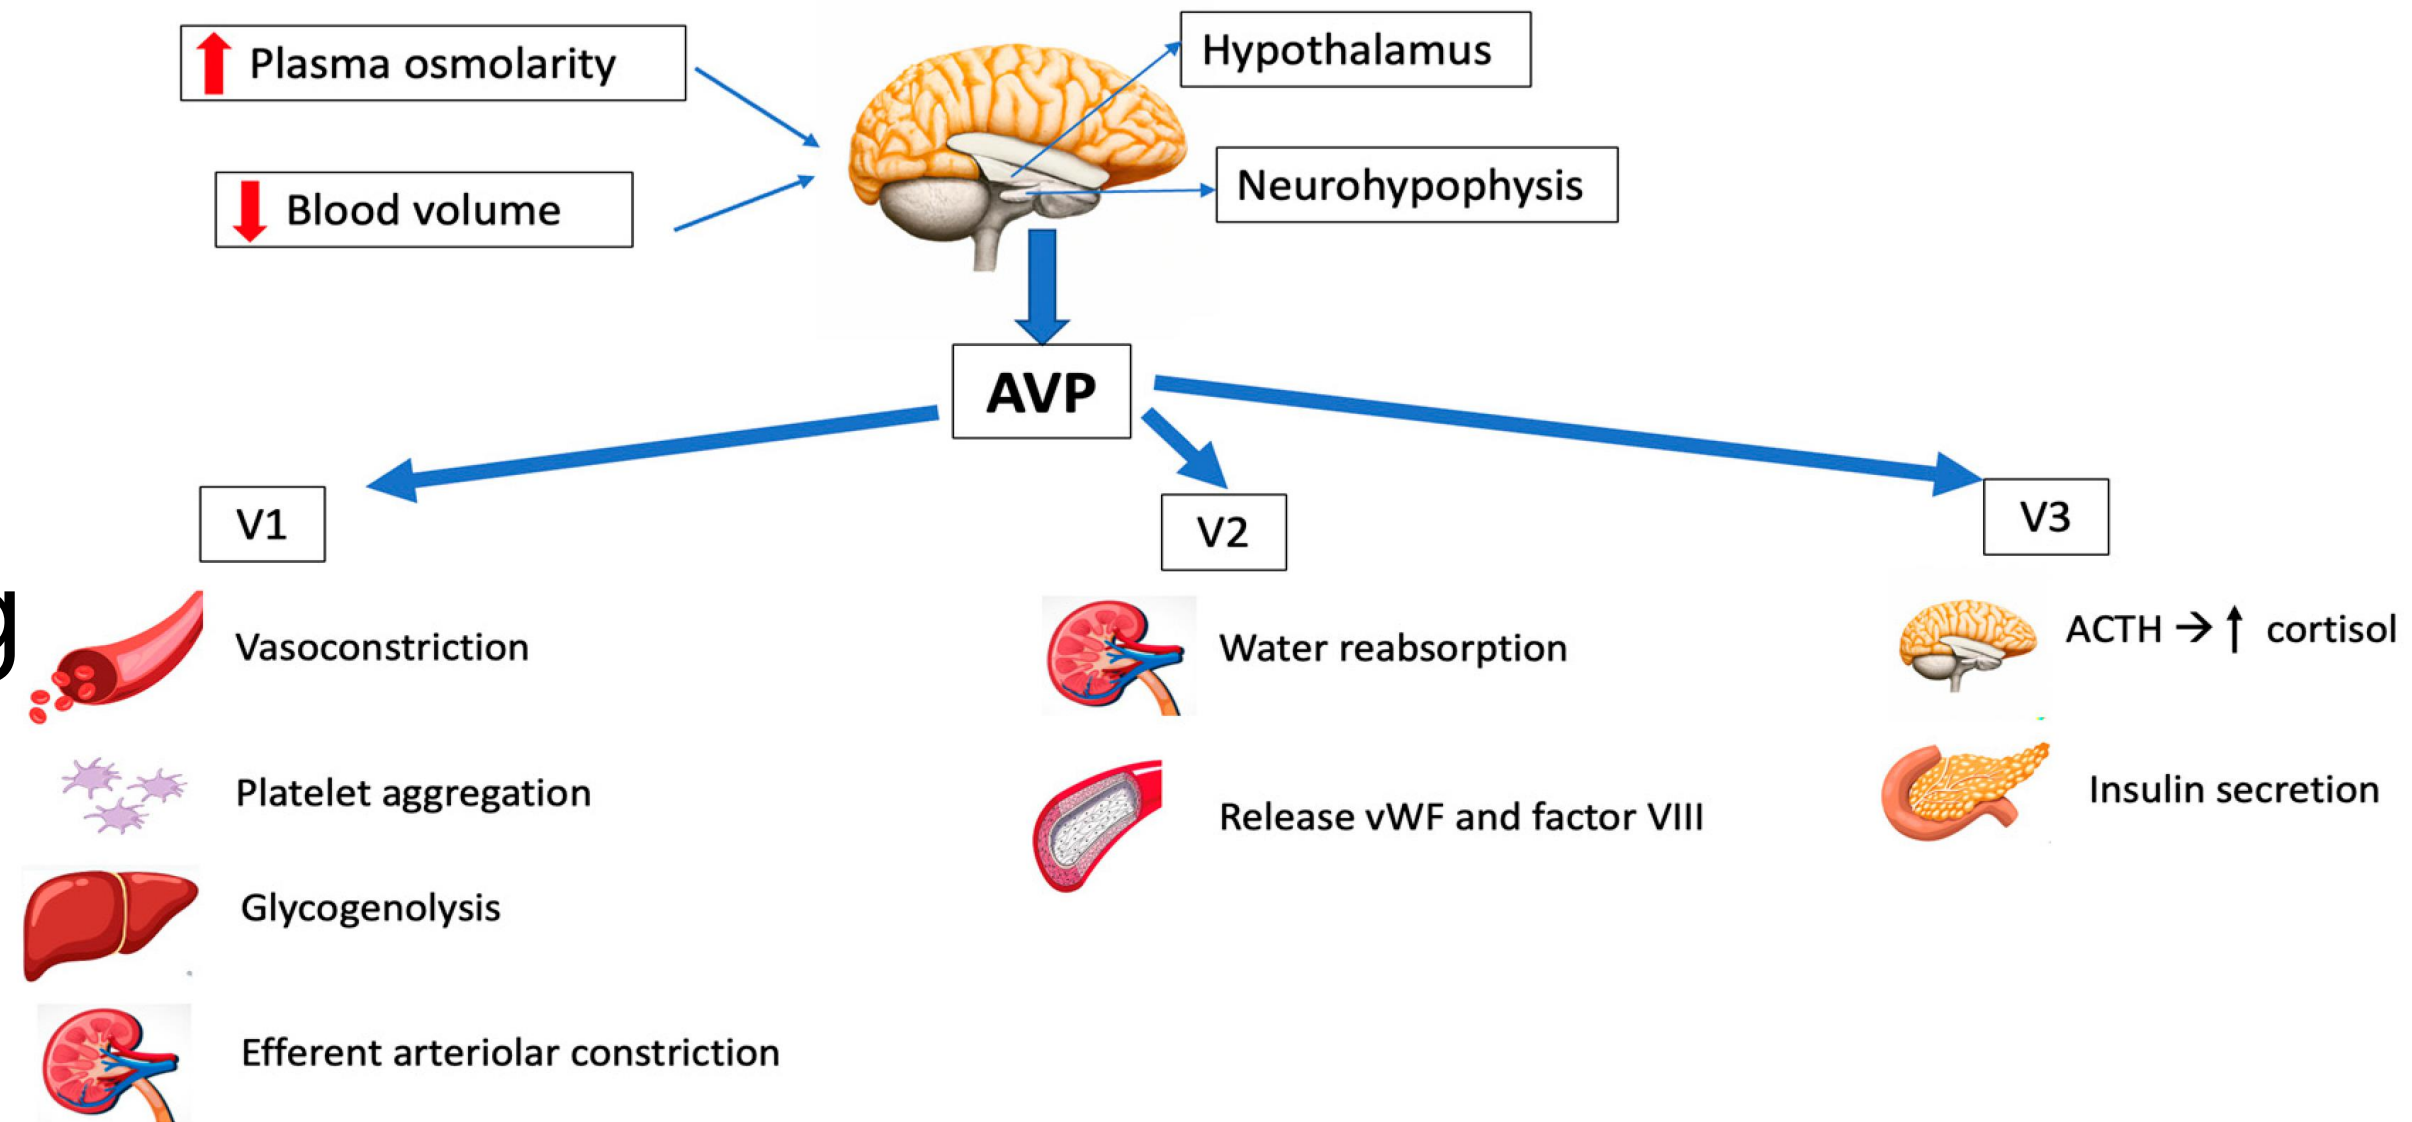 Plasma osmolarity
Hypothalamus
Blood volume
Neurohypophysis
AVP
V1
V2
V3
g
Vasoconstriction
Platelet aggregation
Glycogenolysis
Efferent arteriolar constriction
Water reabsorption
Release vWF and factor VIII
ACTH → ↑ cortisol
Insulin secretion